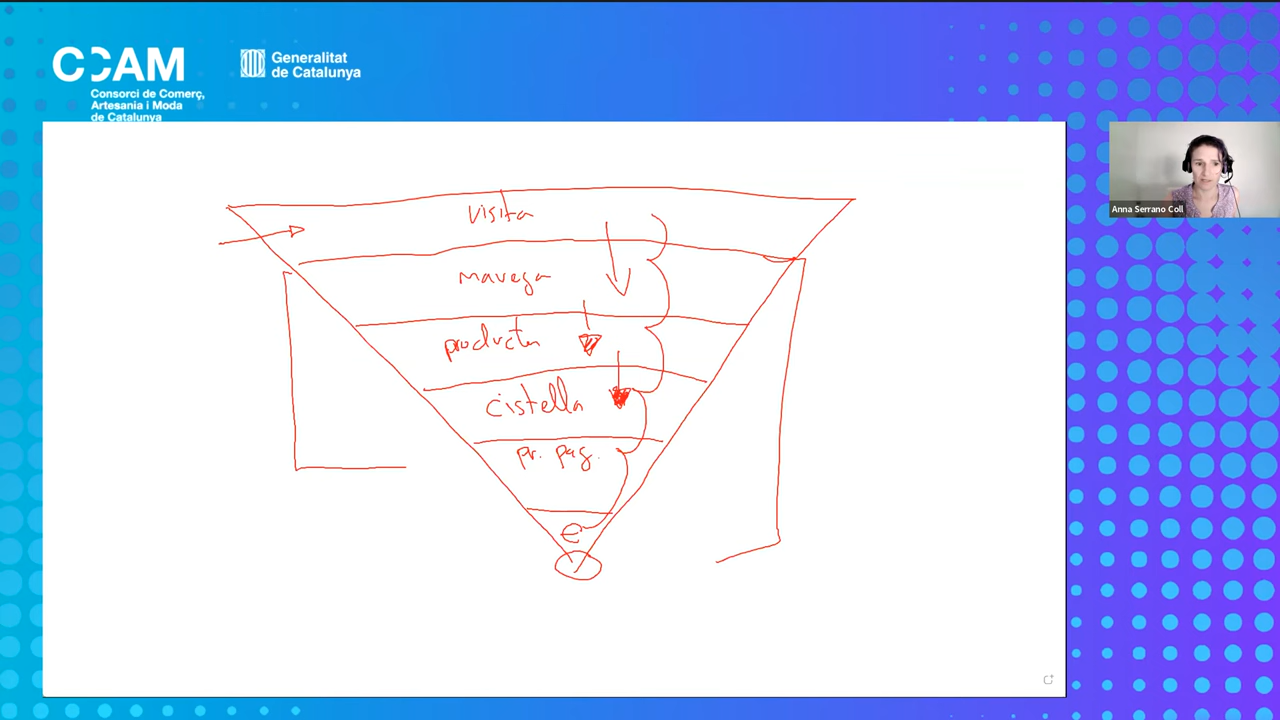 CCAM
Consorci de Comerç,
Artesania i Moda
de Catalunya
Generalitat
de Catalunya
Anna Serrano Coll
visita
navega
producte
cistella
pr. pag.
€